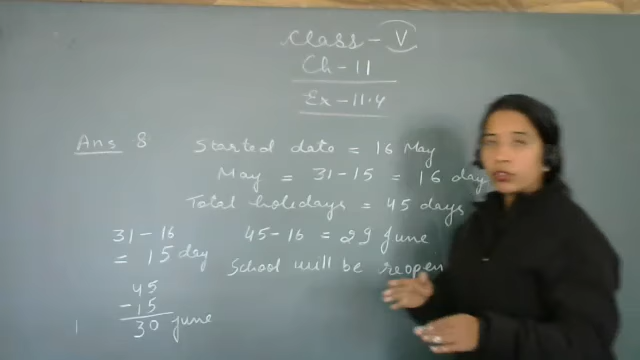 Class - V
Ch - 11
Ex - 11.4
Ans 8 Started date = 16 May
May = 31 - 15 = 16 days
Total holidays = 45 days
31 - 16 45 - 16 = 29 June
= 15 day School will be reopen
45
- 15
30 June